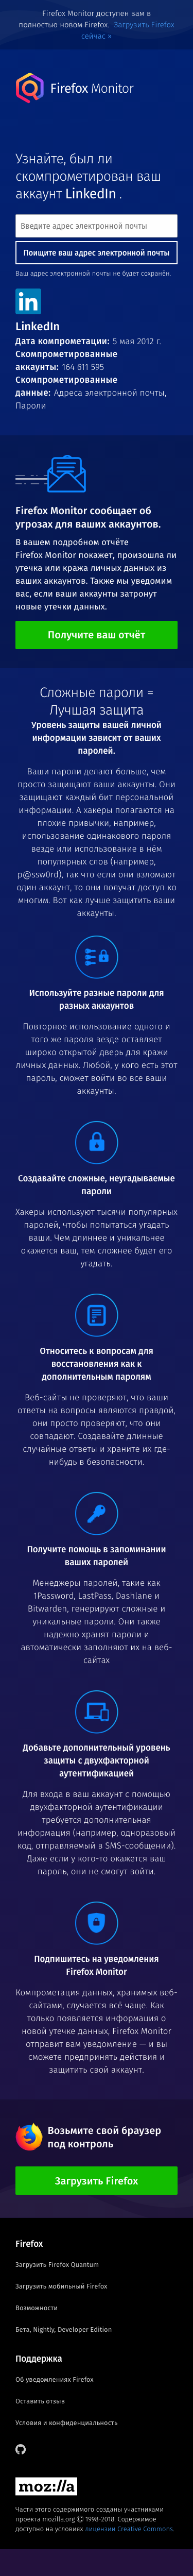 Firefox Monitor доступен вам в
полностью новом Firefox. Загрузить Firefox
сейчас »
Firefox Monitor
Узнайте, был ли
скомпрометирован ваш
аккаунт LinkedIn .
Введите адрес электронной почты
Поищите ваш адрес электронной почты
Ваш адрес электронной почты не будет сохранён.
in
LinkedIn
Дата компрометации: 5 мая 2012 г.
Скомпрометированные
аккаунты: 164 611 595
Скомпрометированные
данные: Адреса электронной почты,
Пароли
Firefox Monitor сообщает об
угрозах для ваших аккаунтов.
В вашем подробном отчёте
Firefox Monitor покажет, произошла ли
утечка или кража личных данных из
ваших аккаунтов. Также мы уведомим
вас, если ваши аккаунты затронут
новые утечки данных.
Получите ваш отчёт
Сложные пароли =
Лучшая защита
Уровень защиты вашей личной
информации зависит от ваших
паролей.
Ваши пароли делают больше, чем
просто защищают ваши аккаунты. Они
защищают каждый бит персональной
информации. А хакеры полагаются на
плохие привычки, например,
использование одинакового пароля
везде или использование в нём
популярных слов (например,
p@ssw0rd), так что если они взломают
один аккаунт, то они получат доступ ко
многим. Вот как лучше защитить ваши
аккаунты.
Используйте разные пароли для
разных аккаунтов
Повторное использование одного и
того же пароля везде оставляет
широко открытой дверь для кражи
личных данных. Любой, у кого есть этот
пароль, сможет войти во все ваши
аккаунты.
Создавайте сложные, неугадываемые
пароли
Хакеры используют тысячи популярных
паролей, чтобы попытаться угадать
ваши. Чем длиннее и уникальнее
окажется ваш, тем сложнее будет его
угадать.
Относитесь к вопросам для
восстановления как к
дополнительным паролям
Веб-сайты не проверяют, что ваши
ответы на вопросы являются правдой,
они просто проверяют, что они
совпадают. Создавайте длинные
случайные ответы и храните их где-
нибудь в безопасности.
Получите помощь в запоминании
ваших паролей
Менеджеры паролей, такие как
1Password, LastPass, Dashlane и
Bitwarden, генерируют сложные и
уникальные пароли. Они также
надежно хранят пароли и
автоматически заполняют их на веб-
сайтах
Добавьте дополнительный уровень
защиты с двухфакторной
аутентификацией
Для входа в ваш аккаунт с помощью
двухфакторной аутентификации
требуется дополнительная
информация (например, одноразовый
код, отправляемый в SMS-сообщении).
Даже если у кого-то окажется ваш
пароль, они не смогут войти.
Подпишитесь на уведомления
Firefox Monitor
Компрометация данных, хранимых веб-
сайтами, случается всё чаще. Как
только появляется информация о
новой утечке данных, Firefox Monitor
отправит вам уведомление — и вы
сможете предпринять действия и
защитить свой аккаунт.
Возьмите свой браузер
под контроль
Загрузить Firefox
Firefox
Загрузить Firefox Quantum
Загрузить мобильный Firefox
Возможности
Бета, Nightly, Developer Edition
Поддержка
Об уведомлениях Firefox
Оставить отзыв
Условия и конфиденциальность
moz://a
Части этого содержимого созданы участниками
проекта mozilla.org © 1998-2018. Содержимое
доступно на условиях лицензии Creative Commons.